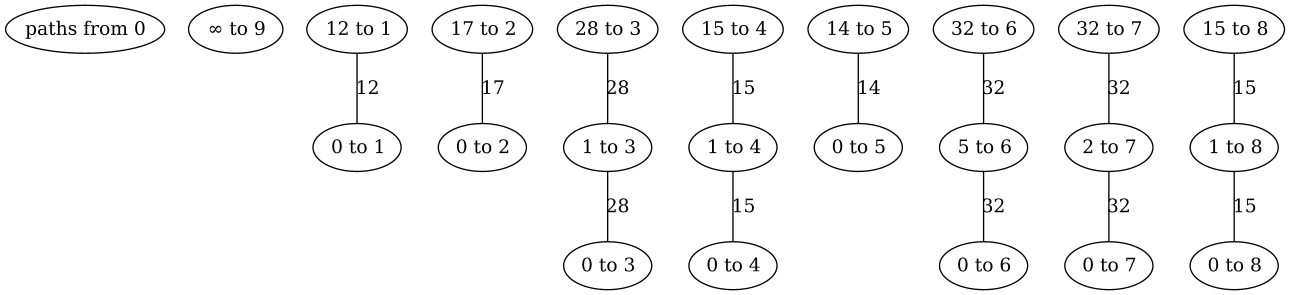 paths from 0
∞ to 9
12 to 1
17 to 2
28 to 3
15 to 4
14 to 5
32 to 6
32 to 7
15 to 8
12
17
28
15
14
32
32
15
0 to 1
0 to 2
1 to 3
1 to 4
0 to 5
5 to 6
2 to 7
1 to 8
28
15
32
32
15
0 to 3
0 to 4
0 to 6
0 to 7
0 to 8